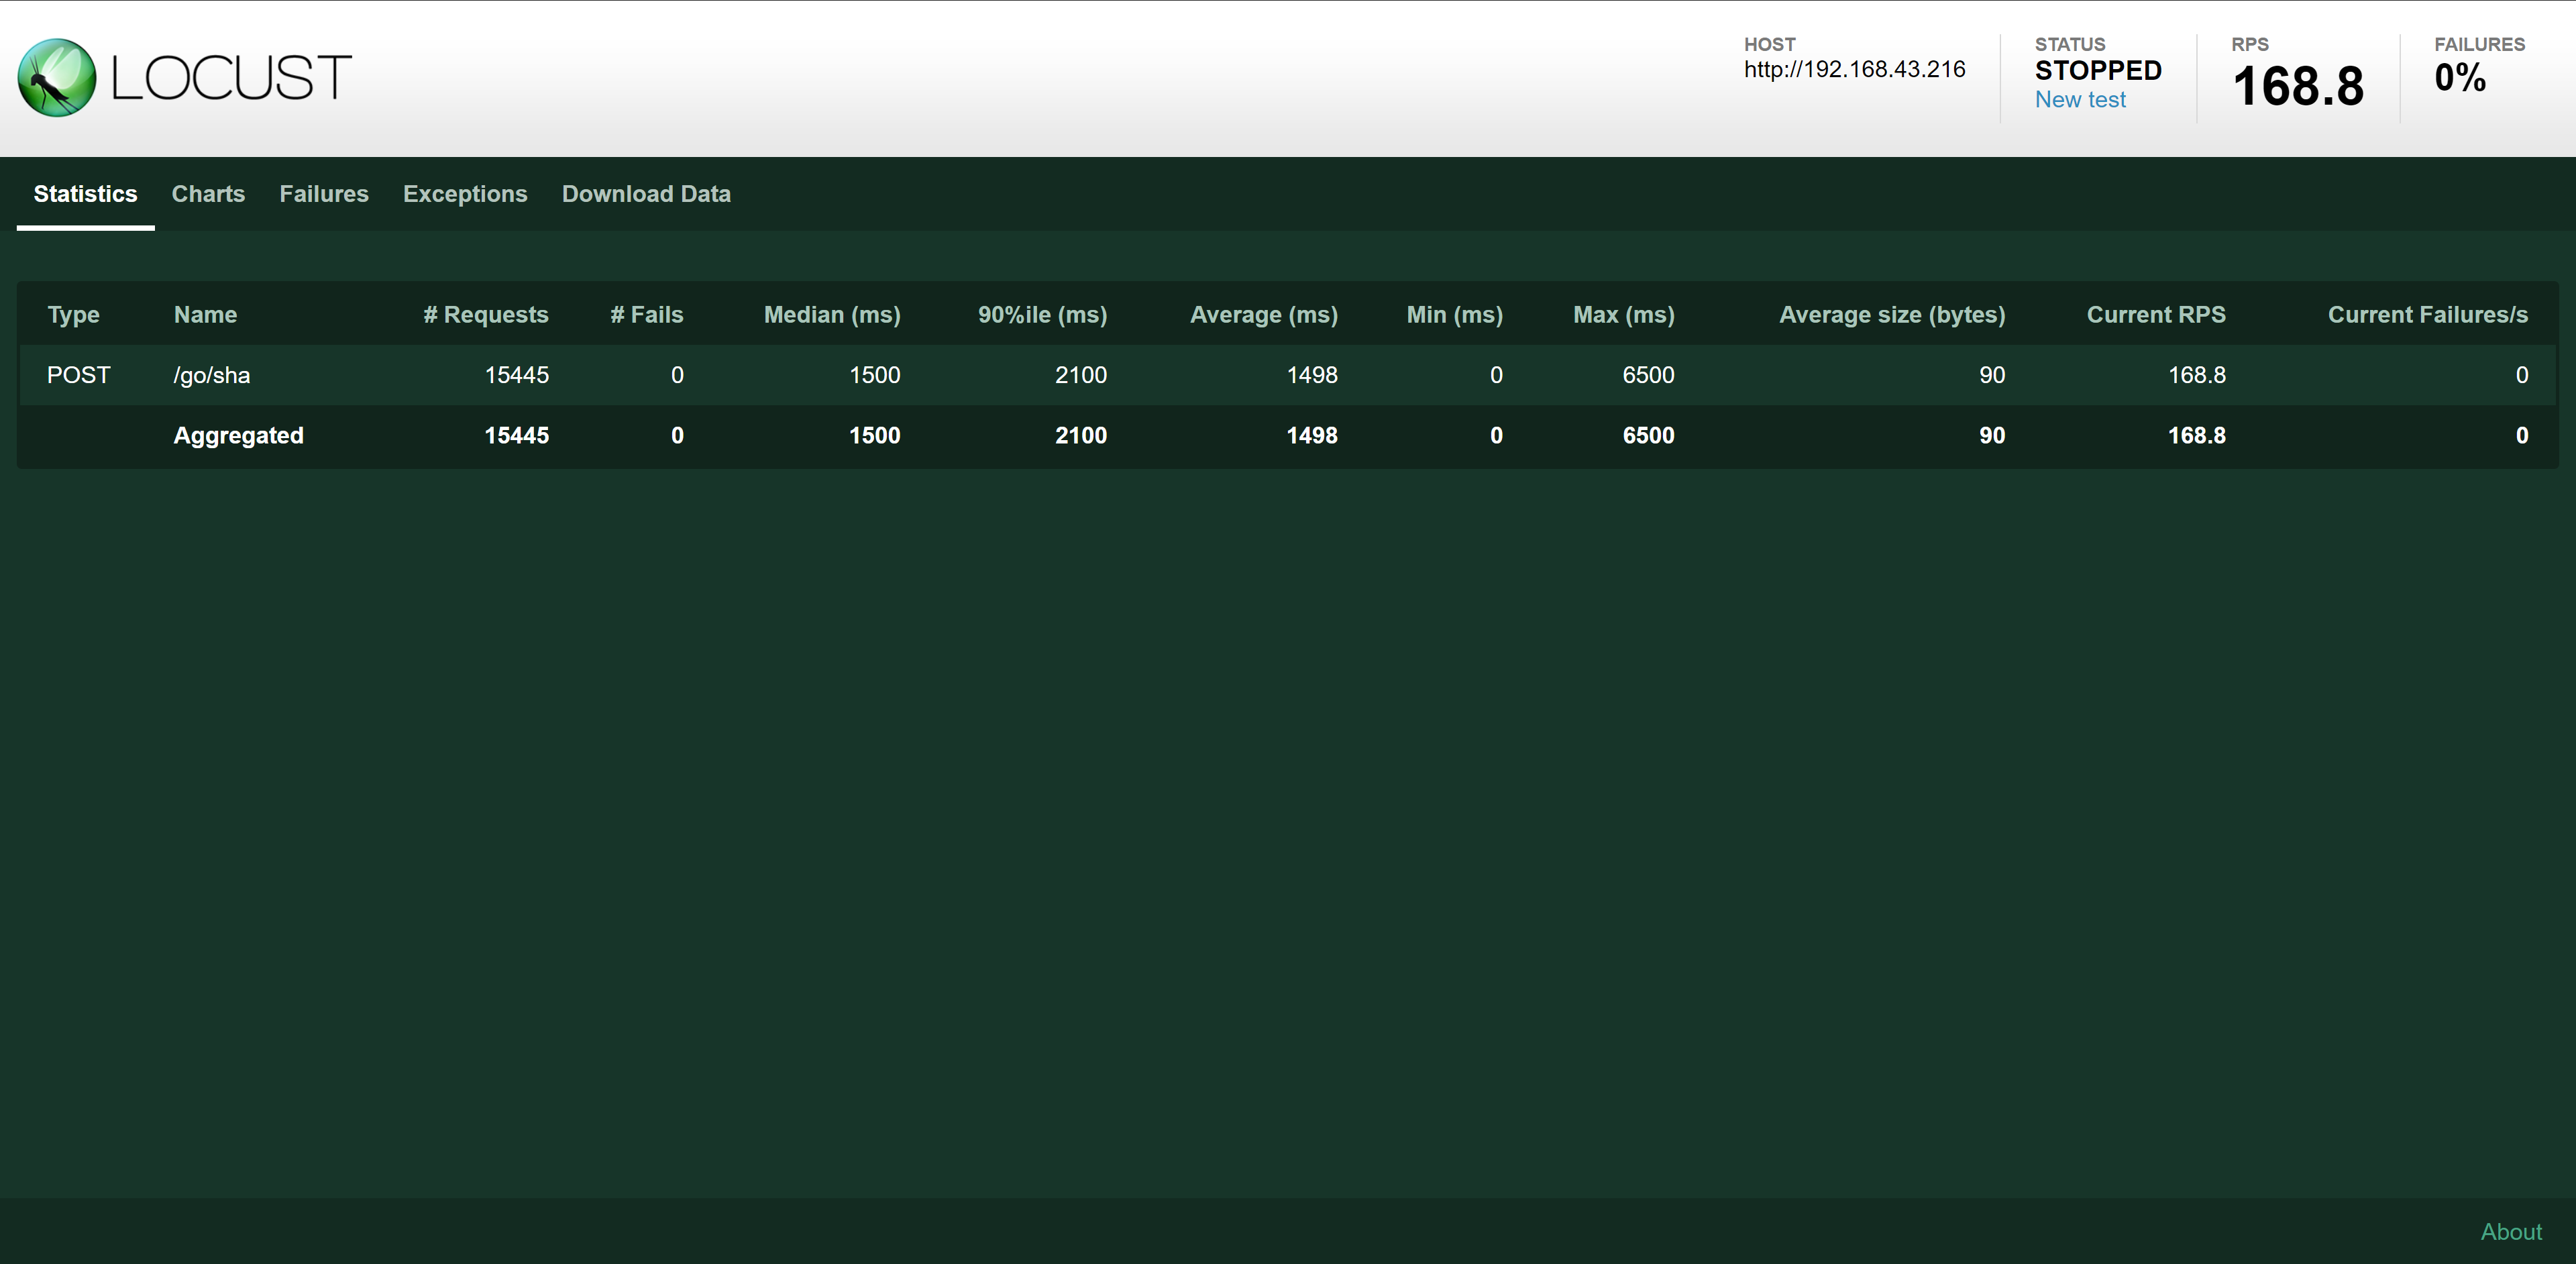 LOCUST
HOST
http://192.168.43.216
STATUS
STOPPED
New test
RPS
168.8
FAILURES
0%
Statistics Charts Failures Exceptions Download Data
Type Name # Requests # Fails Median (ms) 90%ile (ms) Average (ms) Min (ms) Max (ms) Average size (bytes) Current RPS Current Failures/s
POST /go/sha 15445 0 1500 2100 1498 0 6500 90 168.8 0
Aggregated 15445 0 1500 2100 1498 0 6500 90 168.8 0
About